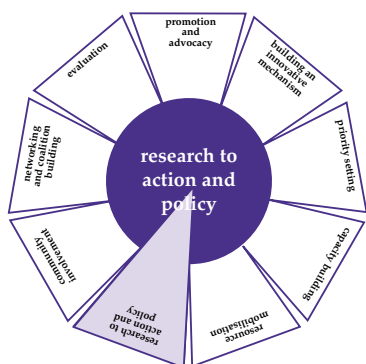 promotion
and
advocacy
building an
innovative
mechanism
priority setting
capacity building
resource
mobilisation
research to
action and
policy
community
involvement
networking
and coalition
building
evaluation
research to
action and
policy